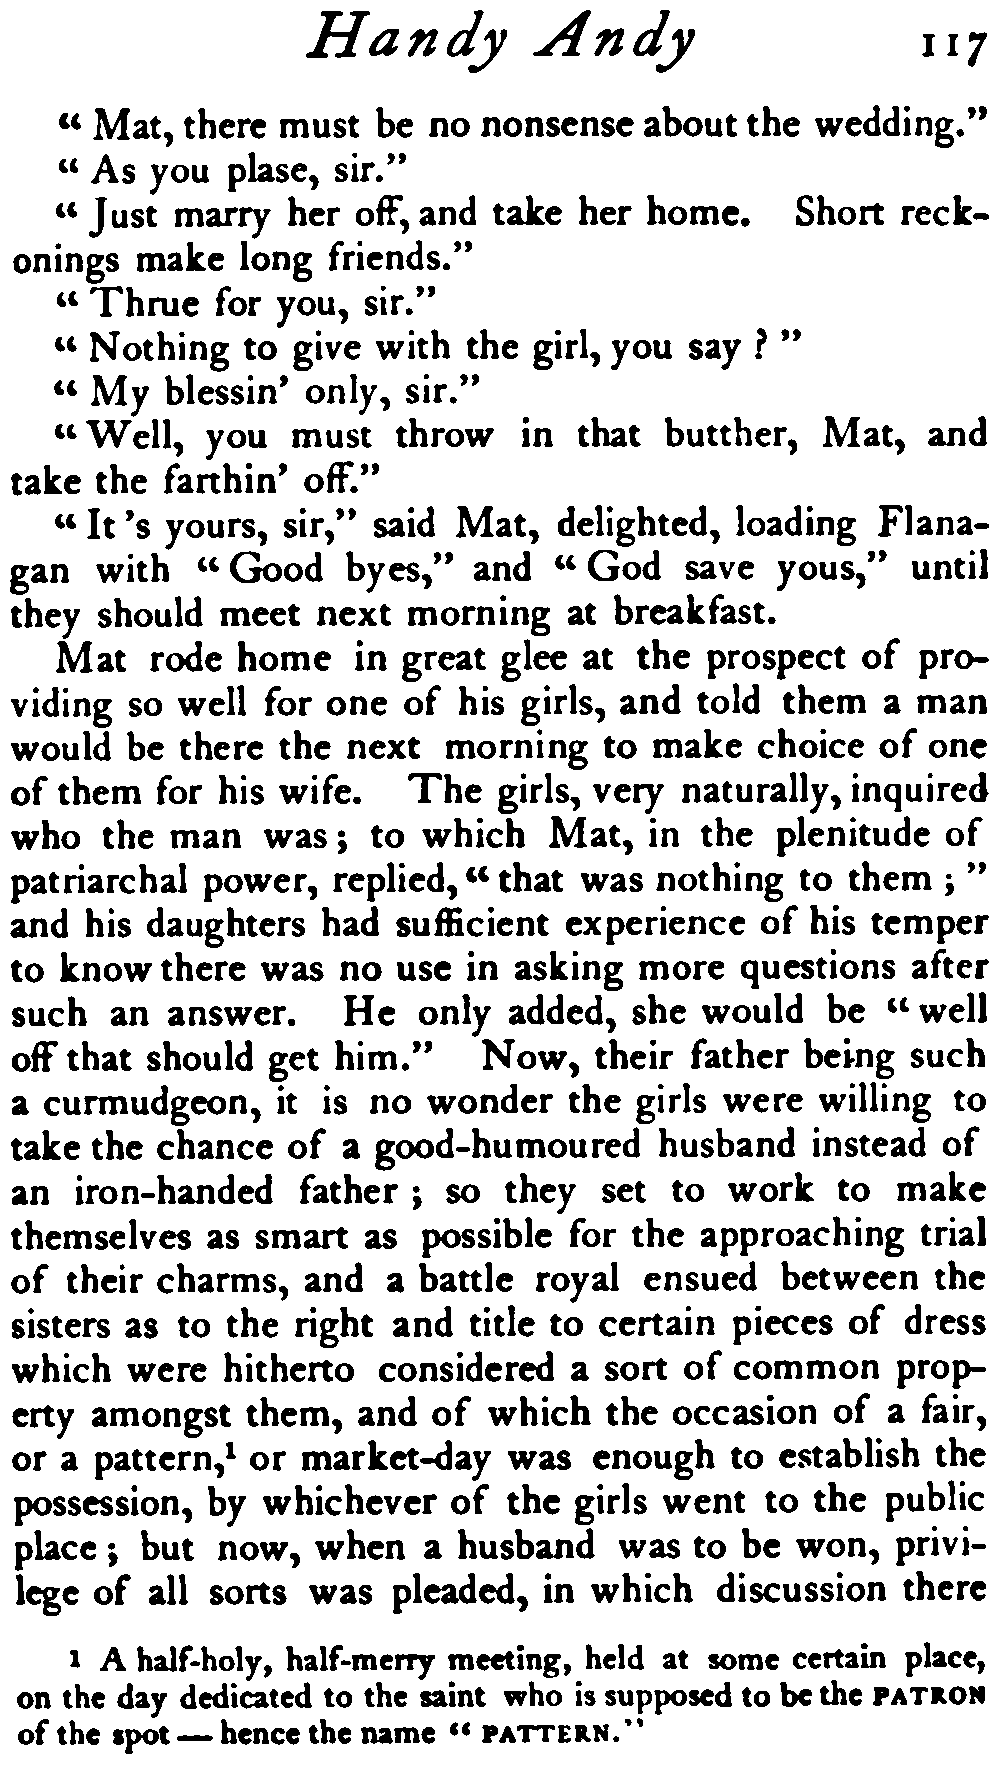 Handy Andy 117
“ Mat, there must be no nonsense about the wedding.”
“ As you plase, sir.”
“ Just marry her off, and take her home. Short reck-
onings make long friends.”
“ Thrue for you, sir.”
“ Nothing to give with the girl, you say ? ”
“ My blessin’ only, sir.”
“ Well, you must throw in that butther, Mat, and
take the farthin’ off.”
“ It ’s yours, sir,” said Mat, delighted, loading Flana-
gan with “ Good byes,” and “ God save yous,” until
they should meet next morning at breakfast.
Mat rode home in great glee at the prospect of pro-
viding so well for one of his girls, and told them a man
would be there the next morning to make choice of one
of them for his wife. The girls, very naturally, inquired
who the man was ; to which Mat, in the plenitude of
patriarchal power, replied, “ that was nothing to them ; ”
and his daughters had sufficient experience of his temper
to know there was no use in asking more questions after
such an answer. He only added, she would be “ well
off that should get him.” Now, their father being such
a curmudgeon, it is no wonder the girls were willing to
take the chance of a good-humoured husband instead of
an iron-handed father ; so they set to work to make
themselves as smart as possible for the approaching trial
of their charms, and a battle royal ensued between the
sisters as to the right and title to certain pieces of dress
which were hitherto considered a sort of common prop-
erty amongst them, and of which the occasion of a fair,
or a pattern,¹ or market-day was enough to establish the
possession, by whichever of the girls went to the public
place ; but now, when a husband was to be won, privi-
lege of all sorts was pleaded, in which discussion there
¹ A half-holy, half-merry meeting, held at some certain place,
on the day dedicated to the saint who is supposed to be the PATRON
of the spot — hence the name “ PATTERN.”